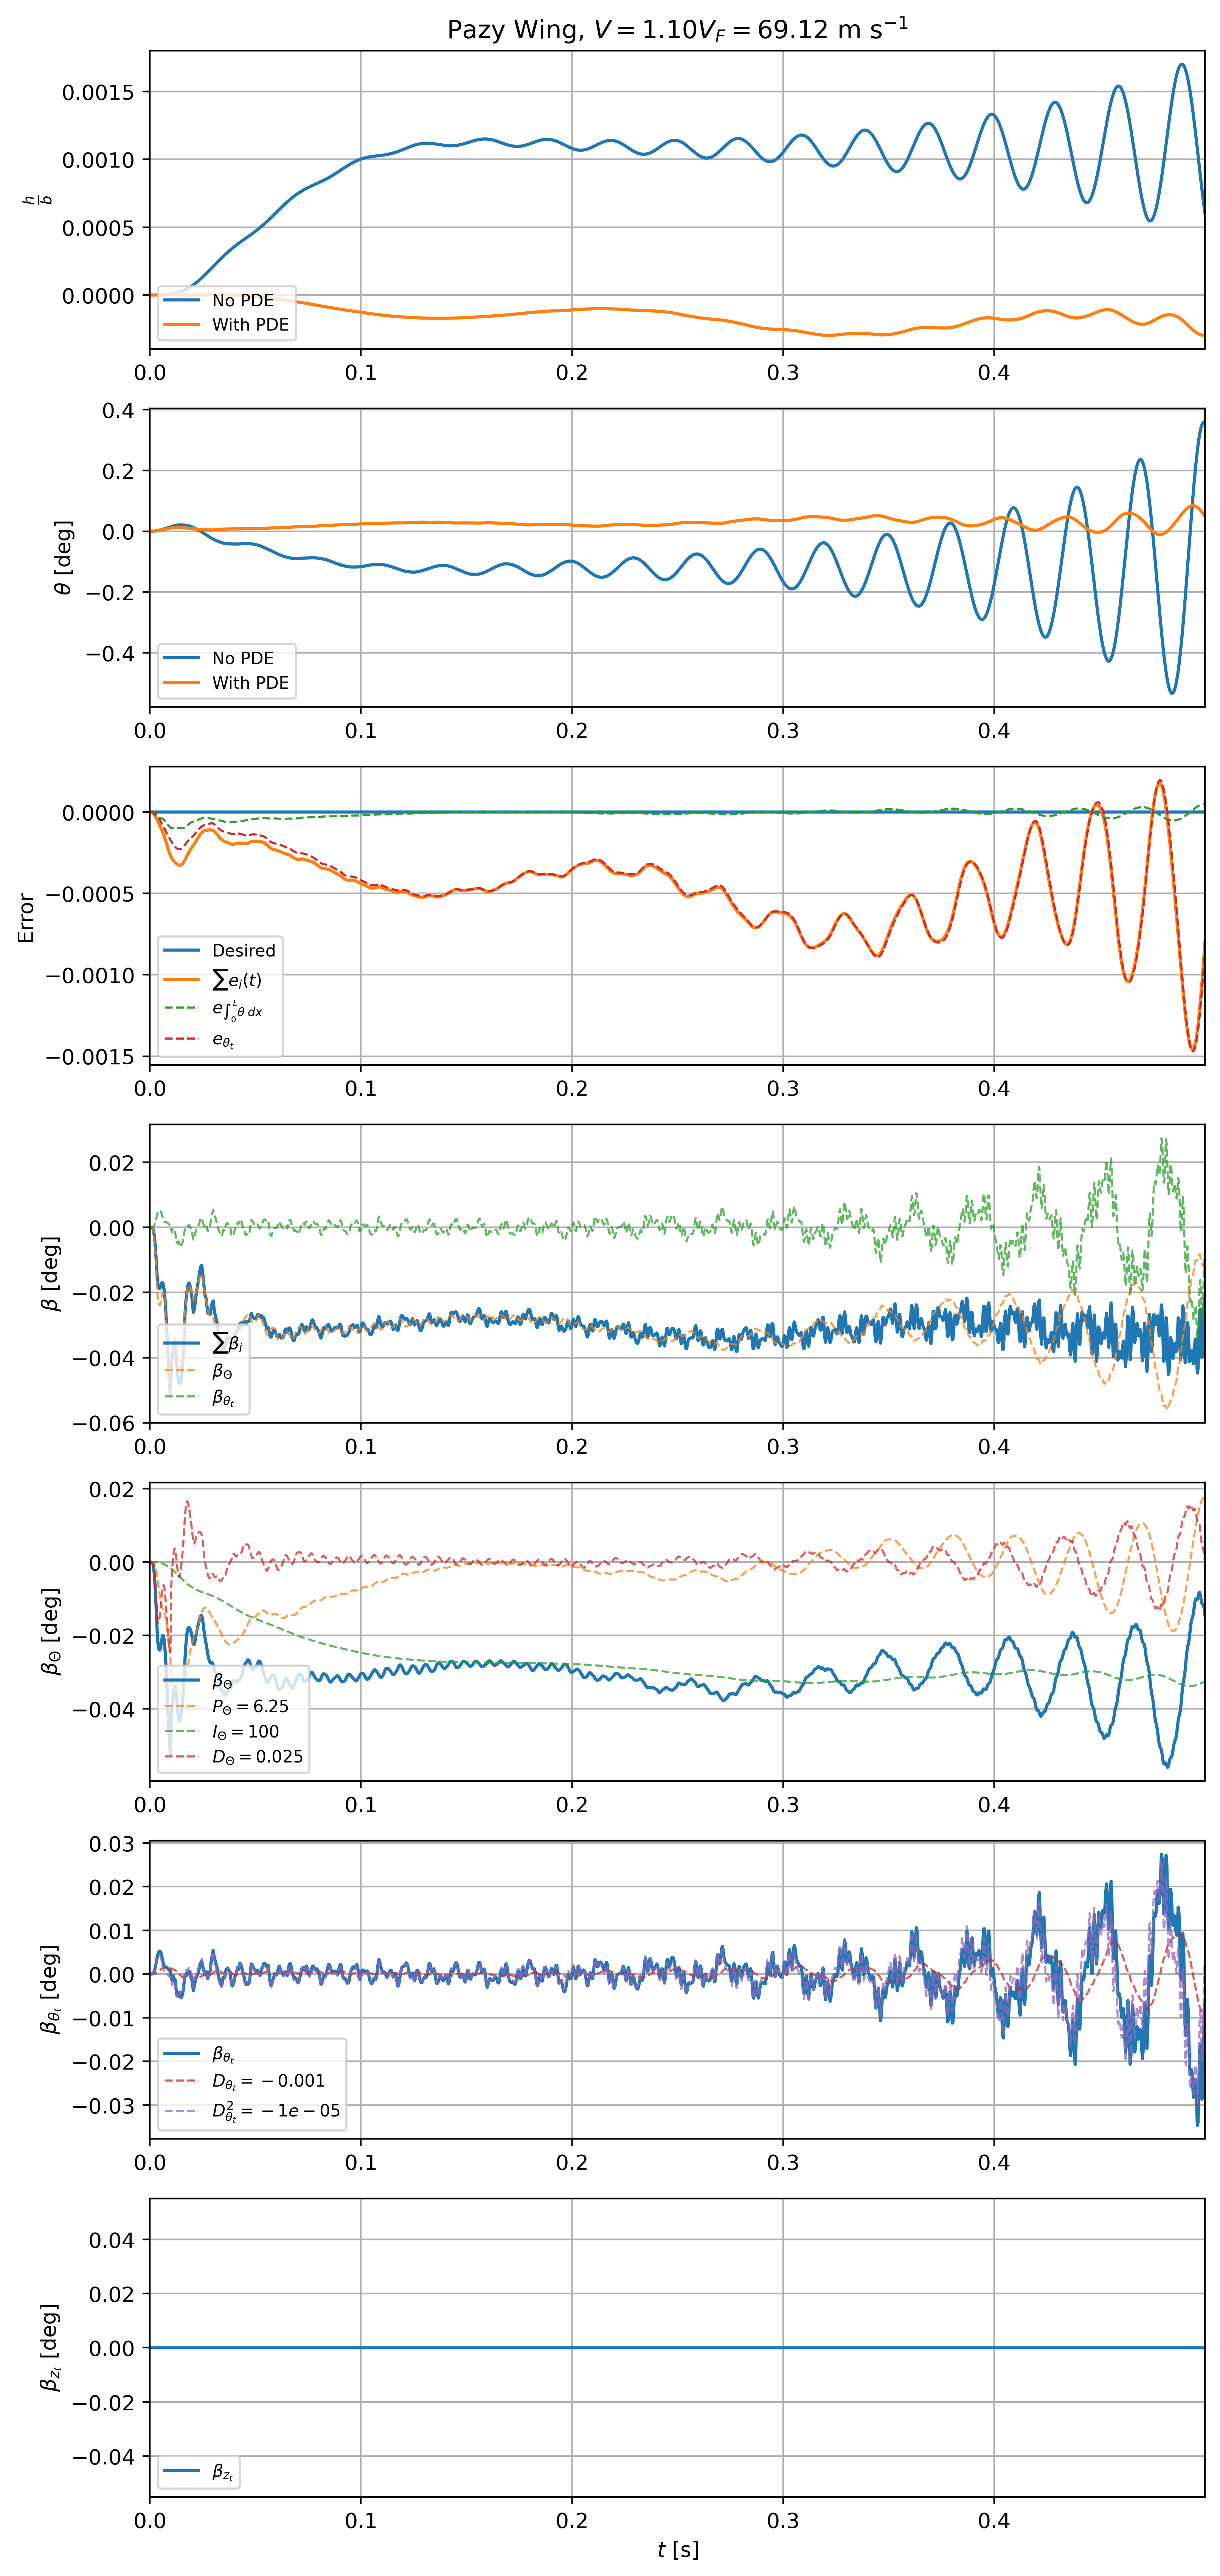 Pazy Wing, V = 1.10V_F = 69.12 m s⁻¹
0.0015
0.0010
0.0005
0.0000
h/b
No PDE
With PDE
0.0 0.1 0.2 0.3 0.4
0.4
0.2
0.0
−0.2
−0.4
θ [deg]
No PDE
With PDE
0.0 0.1 0.2 0.3 0.4
0.0000
−0.0005
−0.0010
−0.0015
Error
Desired
∑e_i(t)
e_{∫₀ᴸ θ dx}
e_{θ_t}
0.0 0.1 0.2 0.3 0.4
0.02
0.00
−0.02
−0.04
−0.06
β [deg]
∑β_i
β_Θ
β_{θ_t}
0.0 0.1 0.2 0.3 0.4
0.02
0.00
−0.02
−0.04
β_Θ [deg]
β_Θ
P_Θ = 6.25
I_Θ = 100
D_Θ = 0.025
0.0 0.1 0.2 0.3 0.4
0.03
0.02
0.01
0.00
−0.01
−0.02
−0.03
β_{θ_t} [deg]
β_{θ_t}
D_{θ_t} = −0.001
D²_{θ_t} = −1e−05
0.0 0.1 0.2 0.3 0.4
0.04
0.02
0.00
−0.02
−0.04
β_{z_t} [deg]
β_{z_t}
0.0 0.1 0.2 0.3 0.4
t [s]